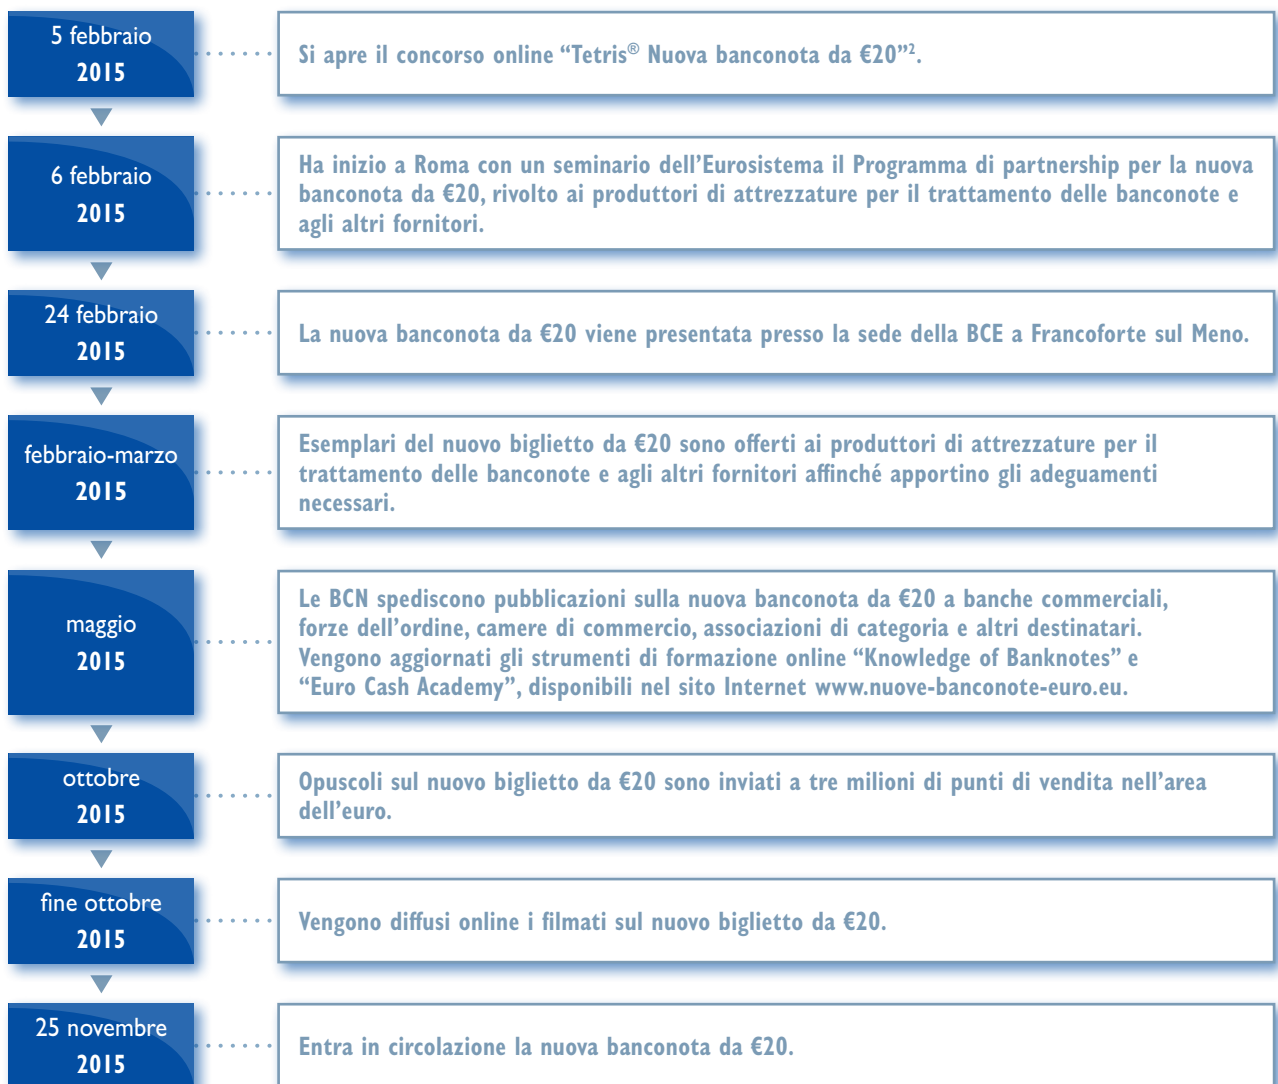 5 febbraio
2015
Si apre il concorso online “Tetris® Nuova banconota da €20”².
6 febbraio
2015
Ha inizio a Roma con un seminario dell’Eurosistema il Programma di partnership per la nuova
banconota da €20, rivolto ai produttori di attrezzature per il trattamento delle banconote e
agli altri fornitori.
24 febbraio
2015
La nuova banconota da €20 viene presentata presso la sede della BCE a Francoforte sul Meno.
febbraio-marzo
2015
Esemplari del nuovo biglietto da €20 sono offerti ai produttori di attrezzature per il
trattamento delle banconote e agli altri fornitori affinché apportino gli adeguamenti
necessari.
maggio
2015
Le BCN spediscono pubblicazioni sulla nuova banconota da €20 a banche commerciali,
forze dell’ordine, camere di commercio, associazioni di categoria e altri destinatari.
Vengono aggiornati gli strumenti di formazione online “Knowledge of Banknotes” e
“Euro Cash Academy”, disponibili nel sito Internet www.nuove-banconote-euro.eu.
ottobre
2015
Opuscoli sul nuovo biglietto da €20 sono inviati a tre milioni di punti di vendita nell’area
dell’euro.
fine ottobre
2015
Vengono diffusi online i filmati sul nuovo biglietto da €20.
25 novembre
2015
Entra in circolazione la nuova banconota da €20.